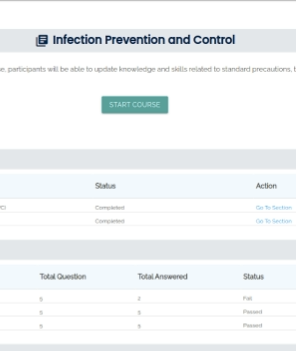 Infection Prevention and Control
e, participants will be able to update knowledge and skills related to standard precautions, t
START COURSE
Status Action
Completed Go To Section
Completed Go To Section
Total Question Total Answered Status
5 2 Fail
5 5 Passed
5 5 Passed